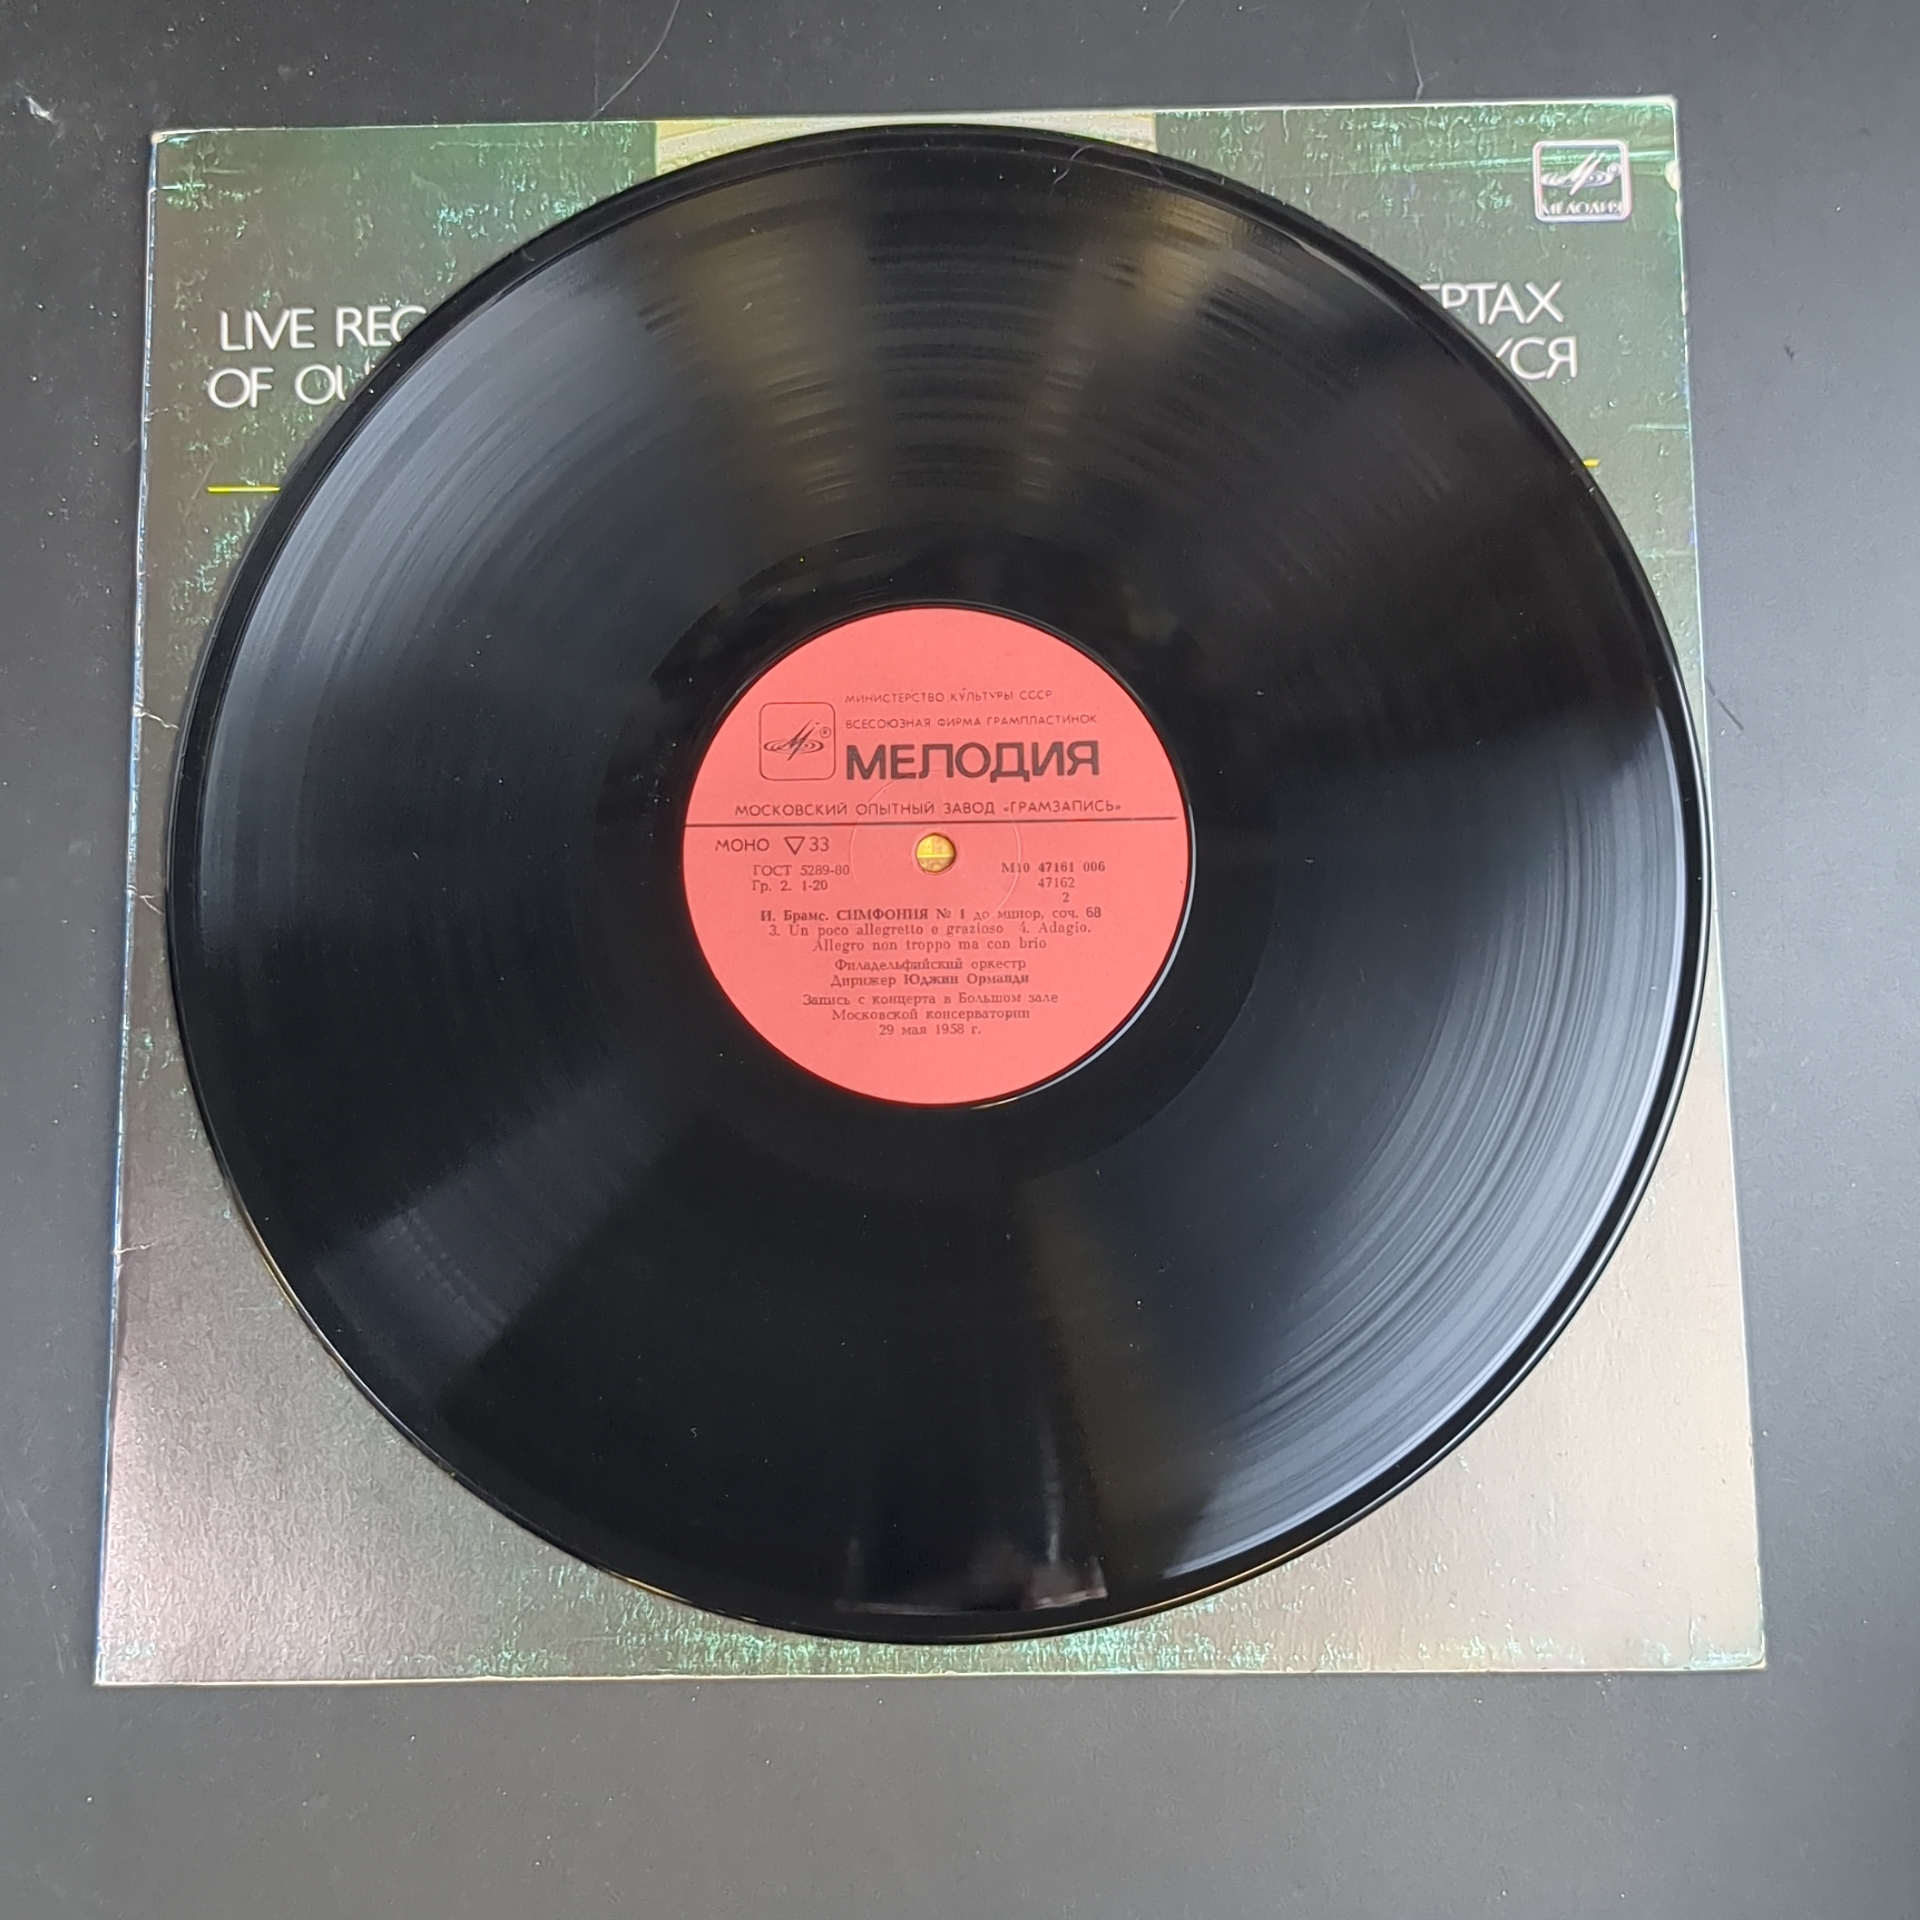 МЕЛОДИЯ
LIVE REC
OF OU
ЕРТАХ
УСЯ
МИНИСТЕРСТВО КУЛЬТУРЫ СССР
ВСЕСОЮЗНАЯ ФИРМА ГРАМПЛАСТИНОК
МЕЛОДИЯ
МОСКОВСКИЙ ОПЫТНЫЙ ЗАВОД «ГРАМЗАПИСЬ»
МОНО ▽33
ГОСТ 5289-80 М10 47161 006
Гр. 2. 1-20 47162
2
И. Брамс. СИМФОНИЯ № 1 до минор, соч. 68
3. Un poco allegretto e grazioso 4. Adagio.
Allegro non troppo ma con brio
Филадельфийский оркестр
Дирижер Юджин Орманди
Запись с концерта в Большом зале
Московской консерватории
29 мая 1958 г.